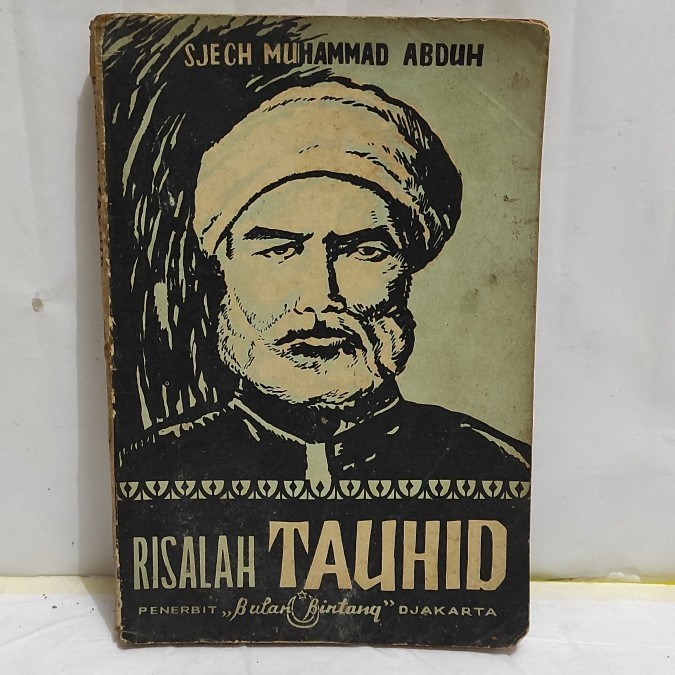 SJECH MUHAMMAD ABDUH
RISALAH TAUHID
PENERBIT „Bulan Bintang" DJAKARTA